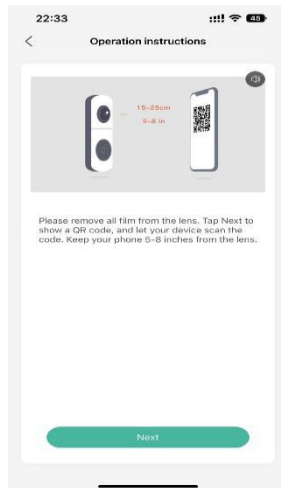 22:33
45
Operation instructions
15-25cm
5-8 in
Please remove all film from the lens. Tap Next to
show a QR code, and let your device scan the
code. Keep your phone 5-8 inches from the lens.
Next